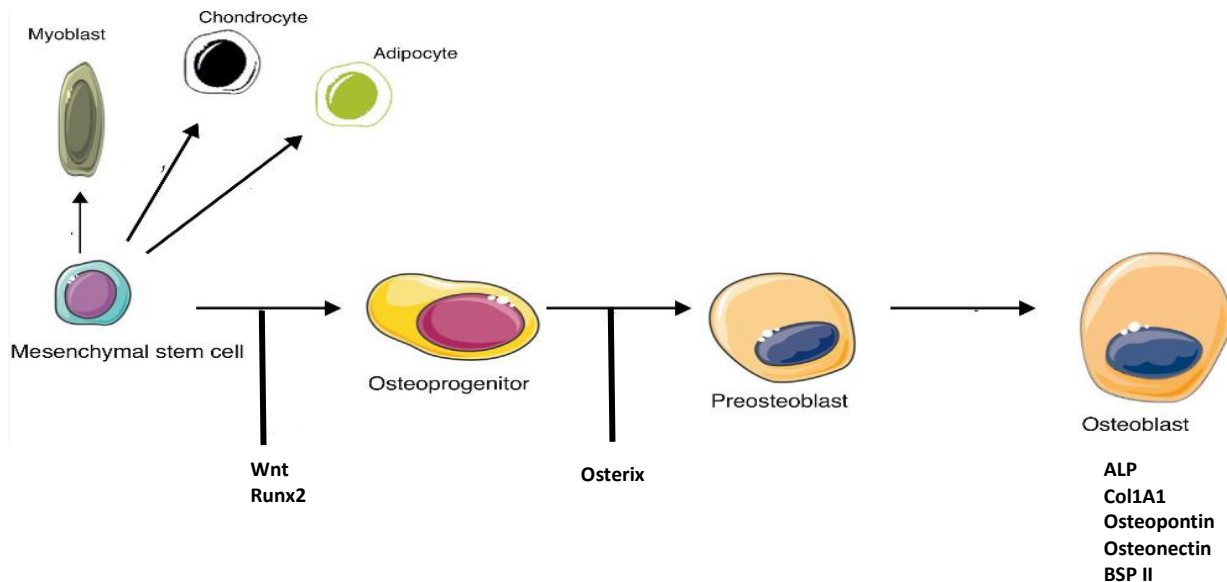 Chondrocyte
Myoblast
Adipocyte
Mesenchymal stem cell
Osteoprogenitor
Preosteoblast
Osteoblast
Wnt
Runx2
Osterix
ALP
Col1A1
Osteopontin
Osteonectin
BSP II